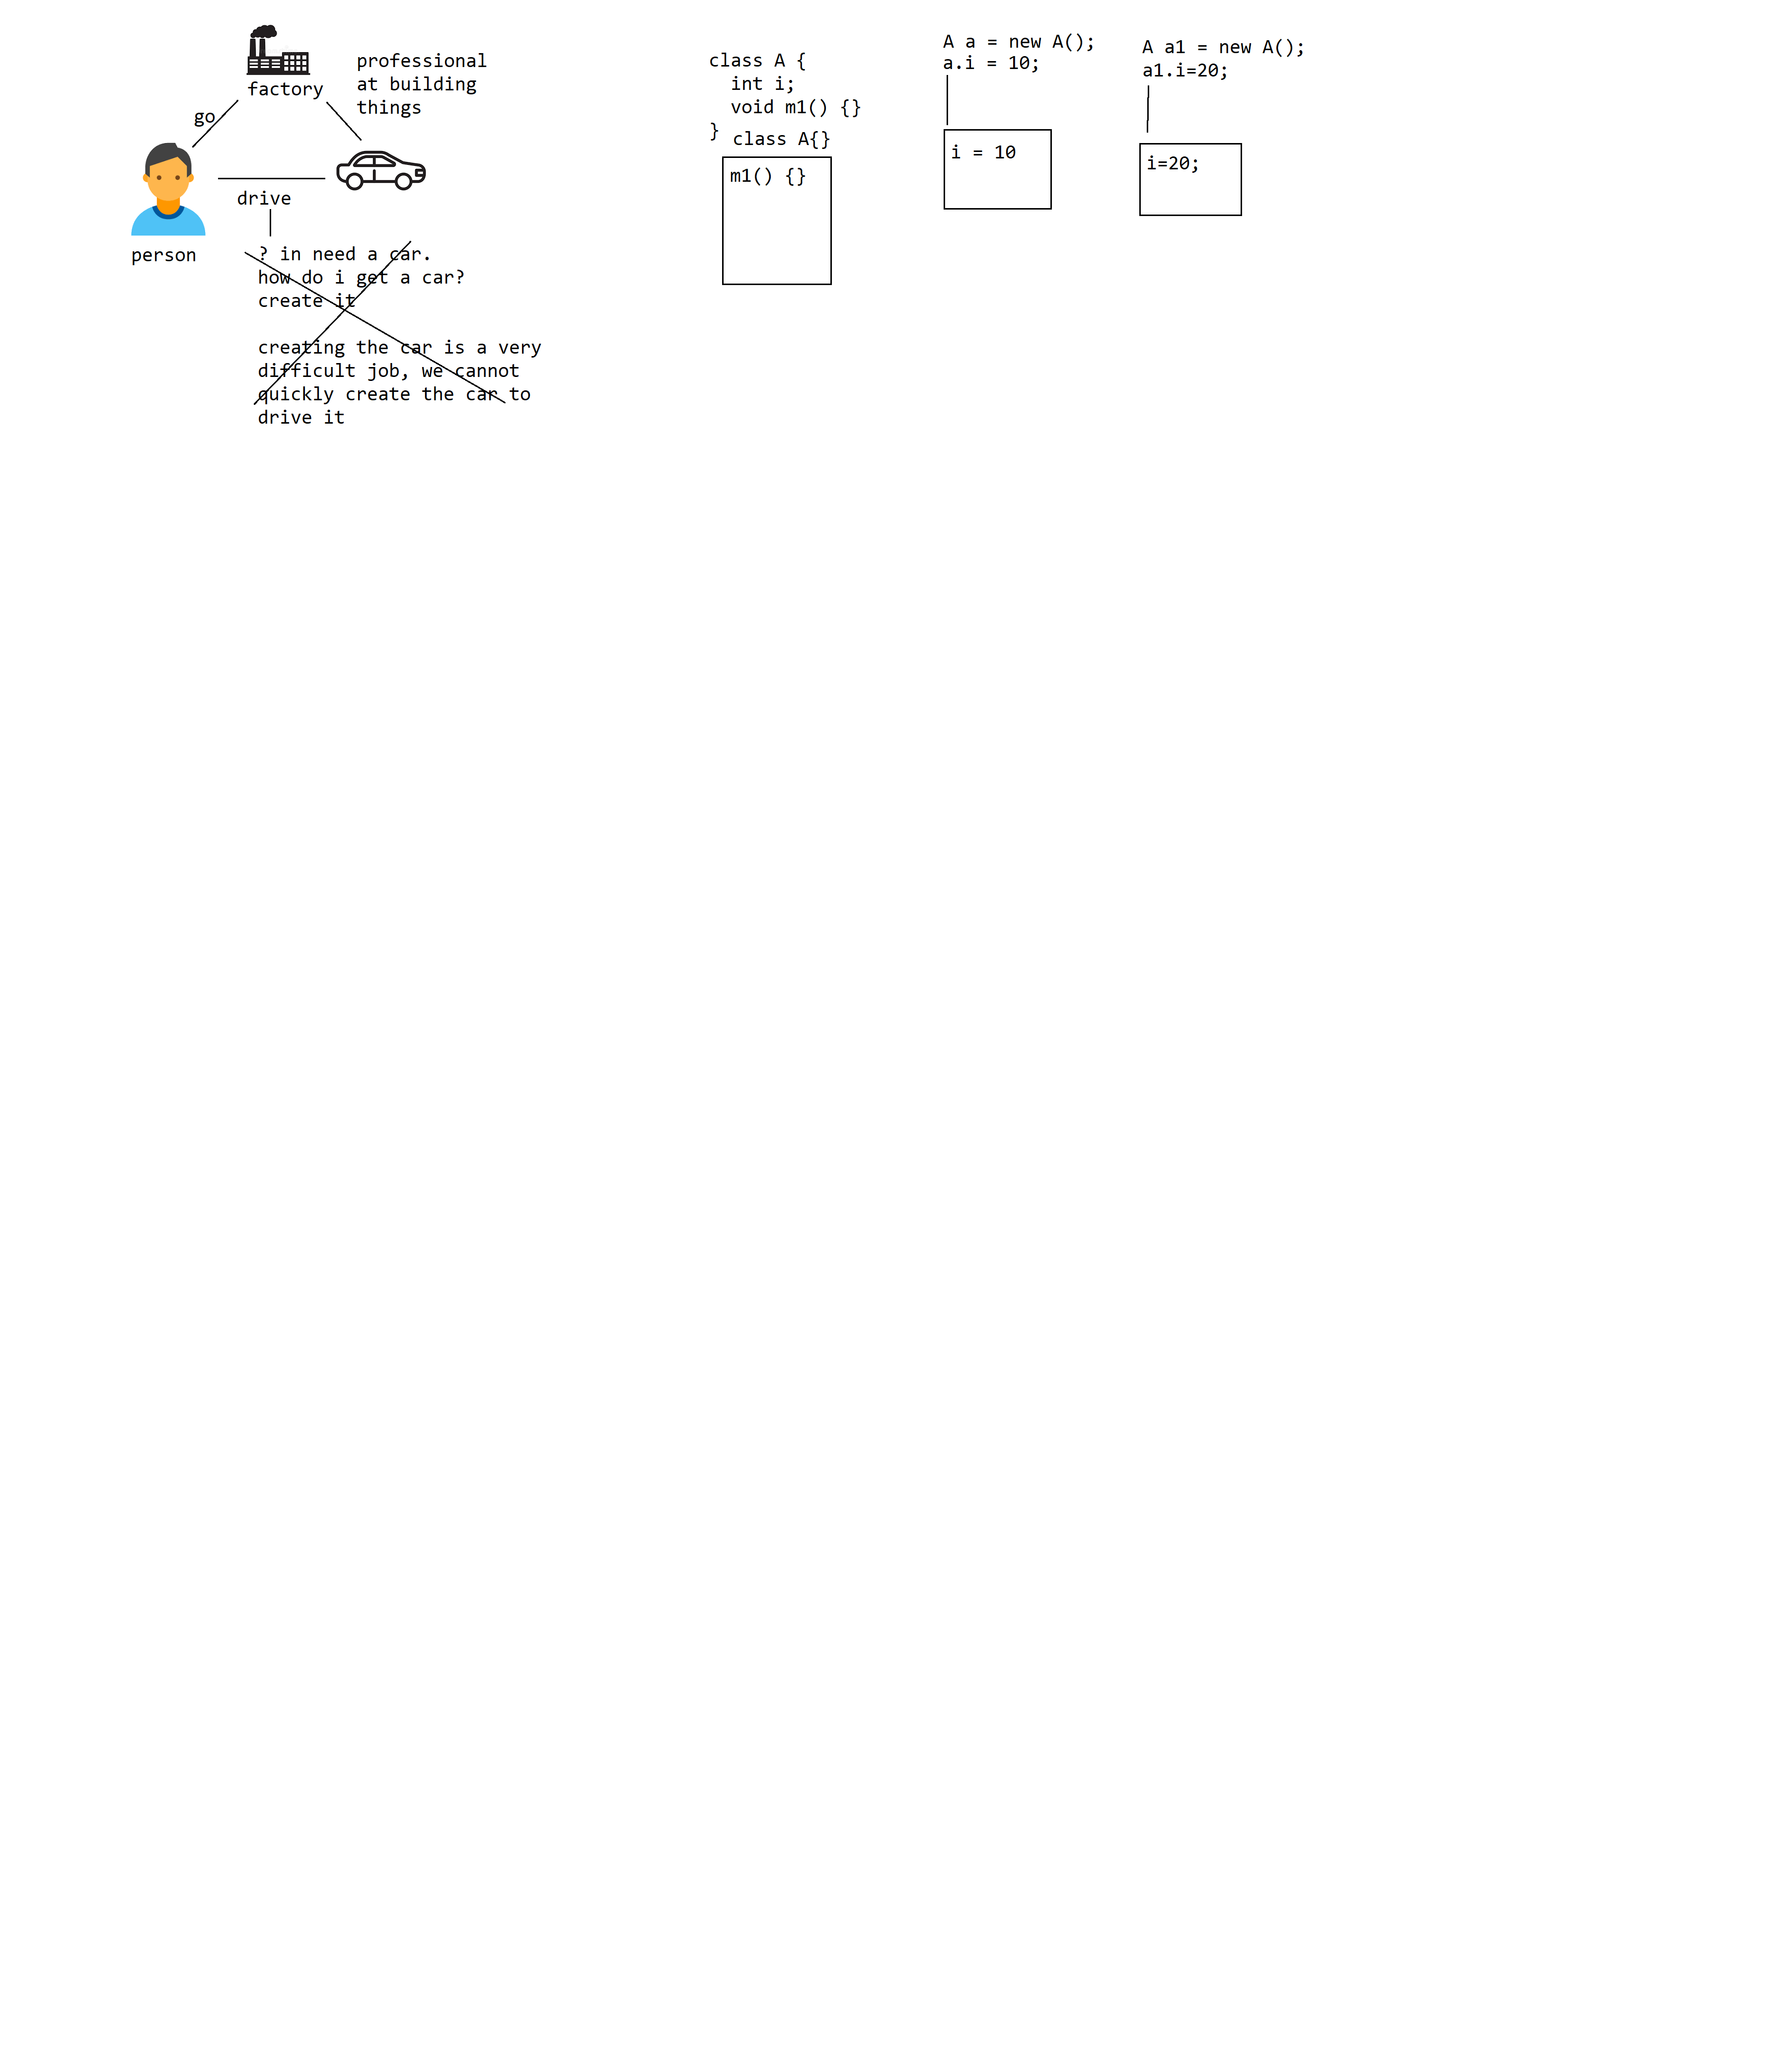 factory
professional
at building
things
go
drive
person
? in need a car.
how do i get a car?
create it
creating the car is a very
difficult job, we cannot
quickly create the car to
drive it
class A {
int i;
void m1() {}
}
class A{}
m1() {}
A a = new A();
a.i = 10;
i = 10
A a1 = new A();
a1.i=20;
i=20;